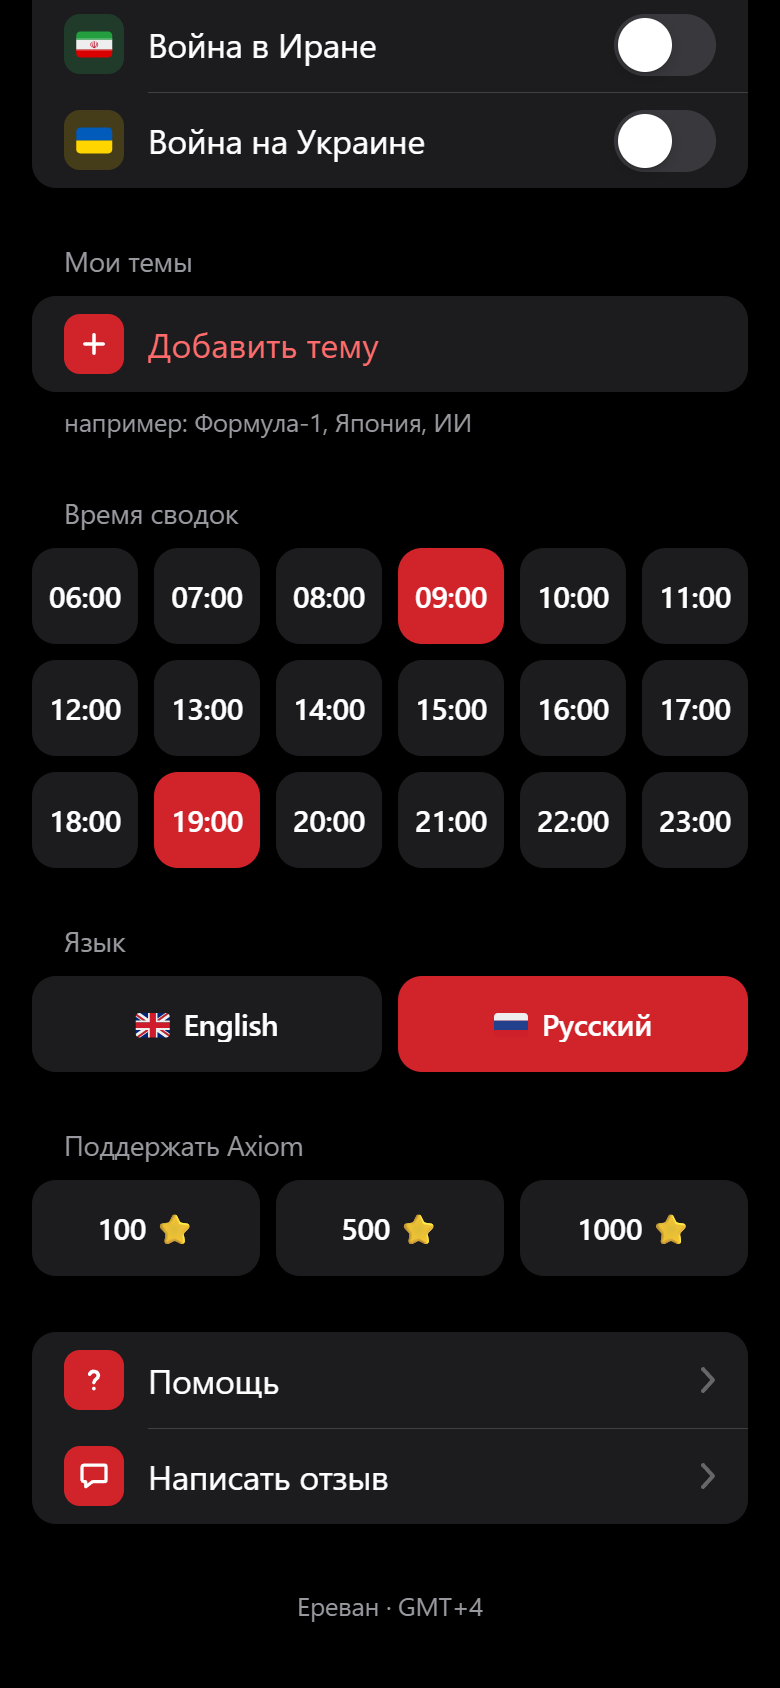 Война в Иране
Война на Украине
Мои темы
Добавить тему
например: Формула-1, Япония, ИИ
Время сводок
06:00 07:00 08:00 09:00 10:00 11:00
12:00 13:00 14:00 15:00 16:00 17:00
18:00 19:00 20:00 21:00 22:00 23:00
Язык
English Русский
Поддержать Axiom
100 500 1000
Помощь
Написать отзыв
Ереван · GMT+4